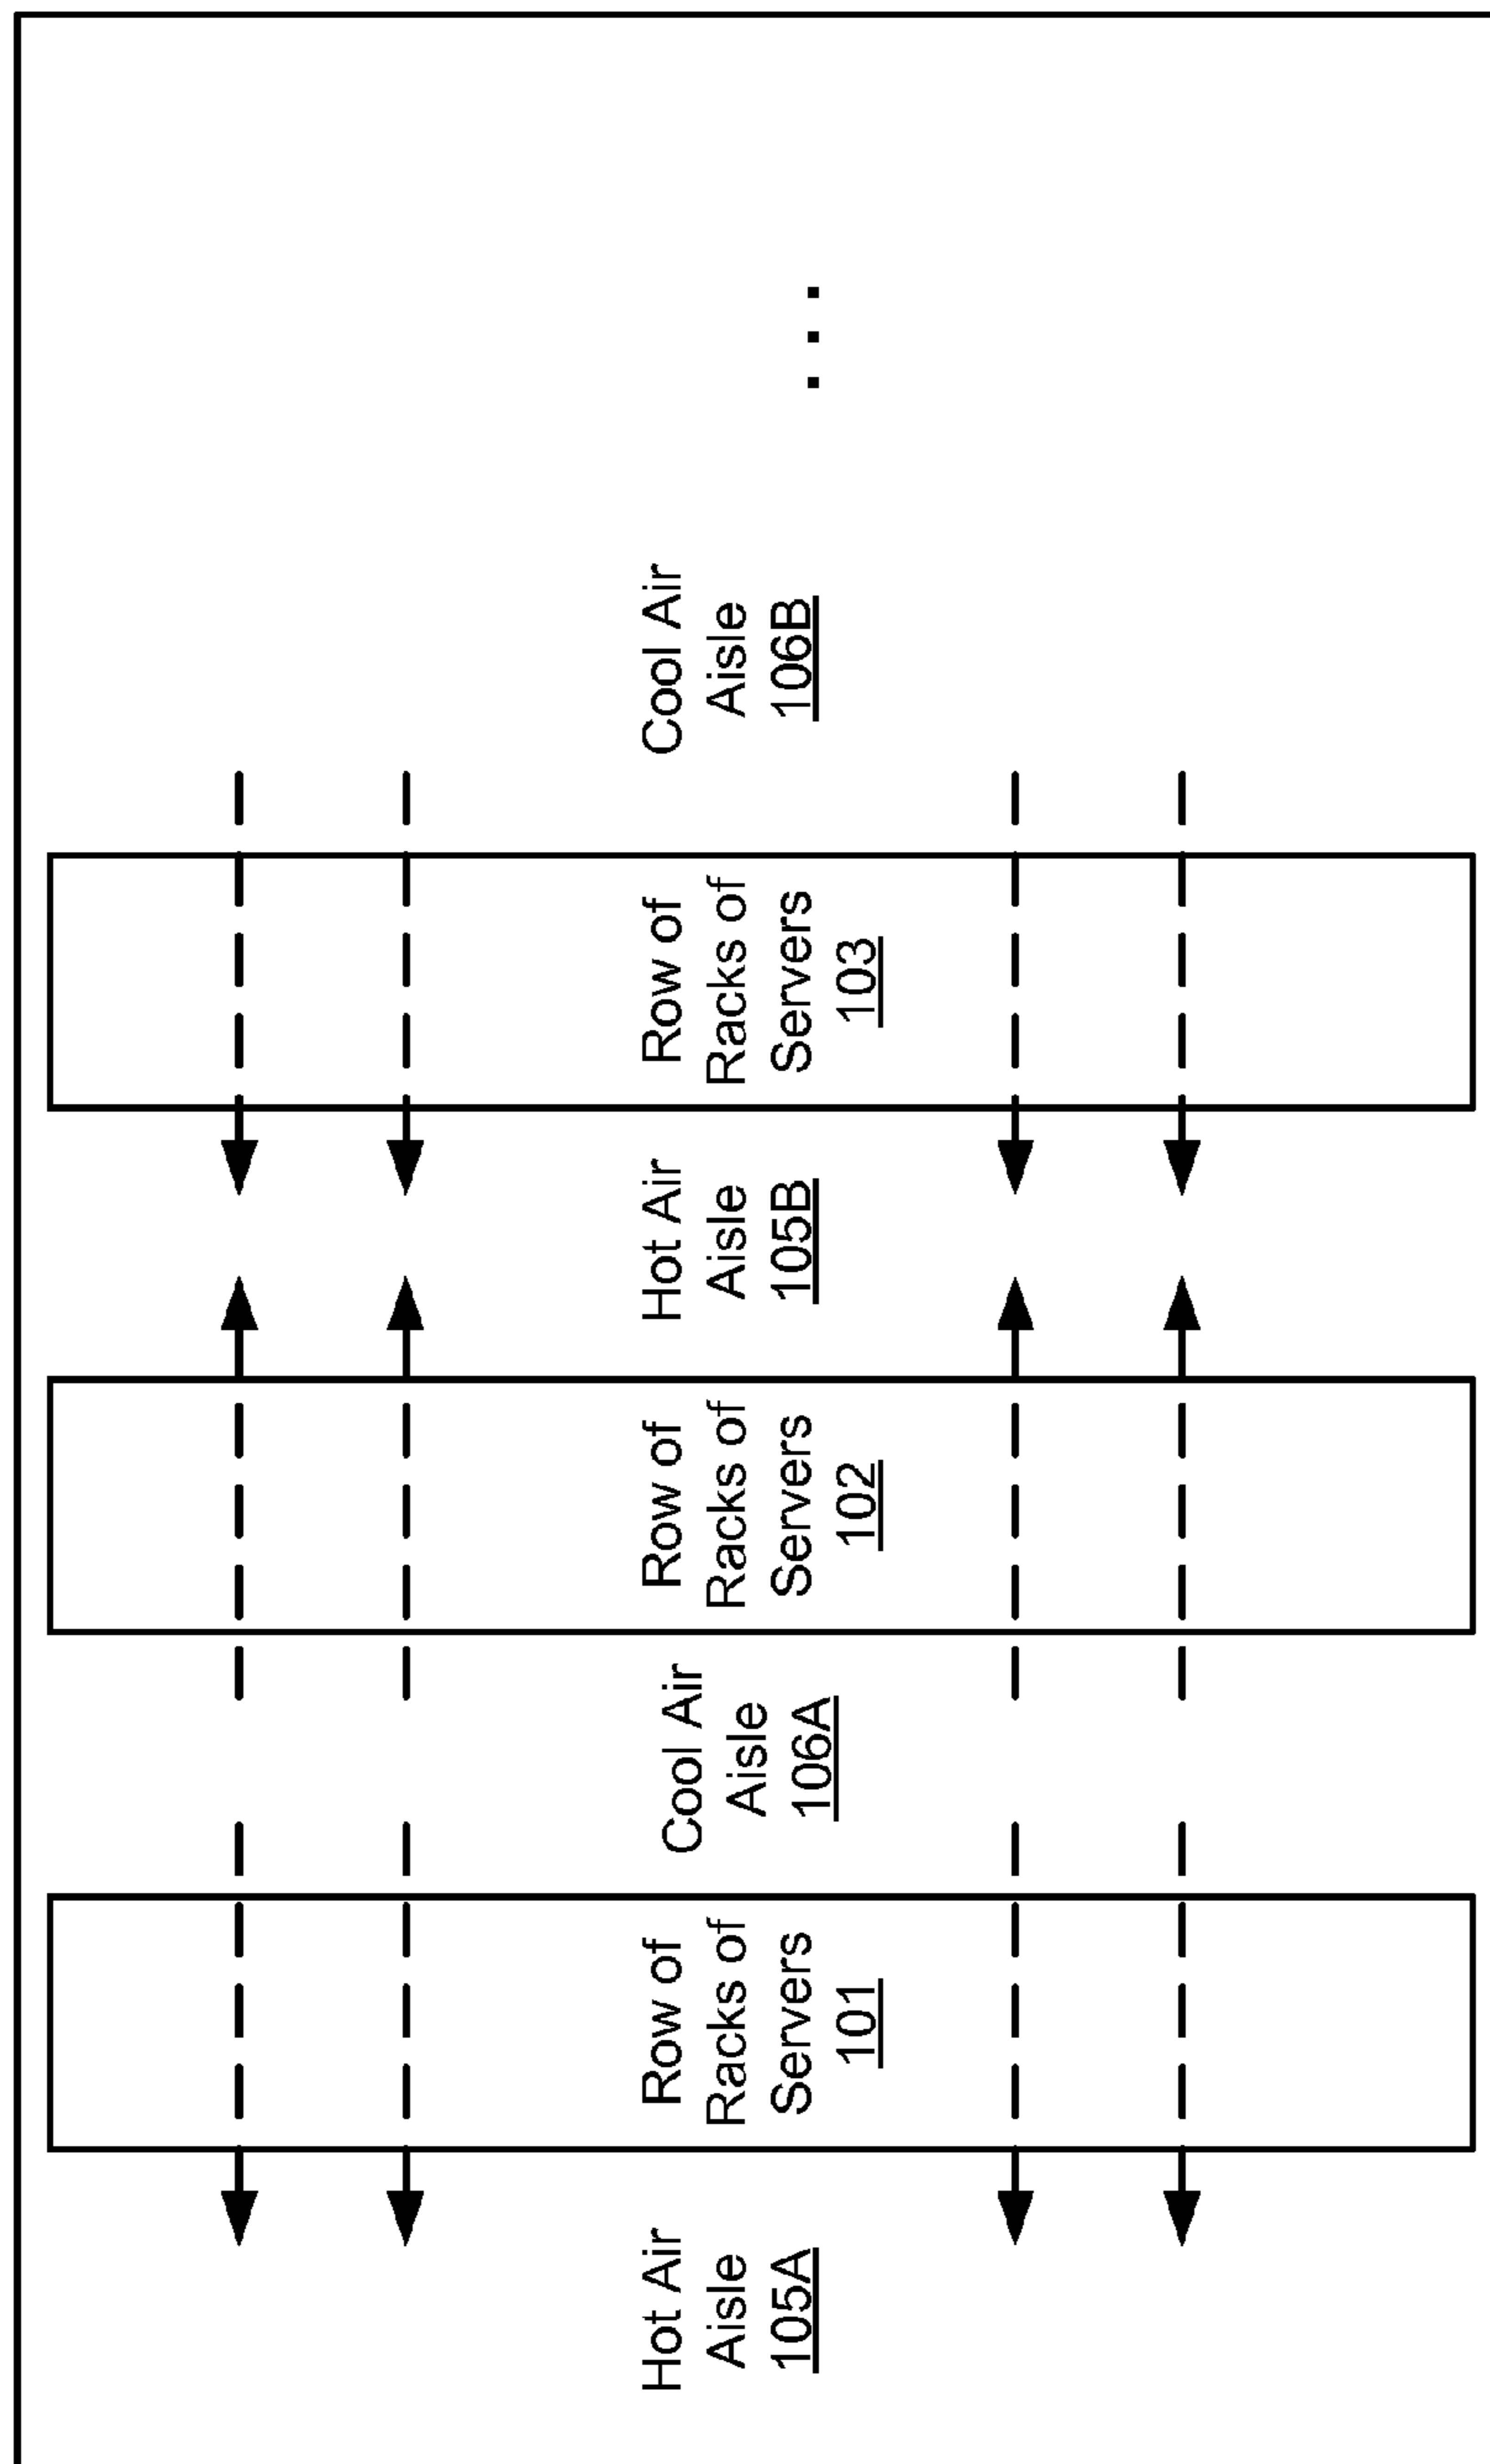 Hot Air
Aisle
105A
Row of
Racks of
Servers
101
Cool Air
Aisle
106A
Row of
Racks of
Servers
102
Hot Air
Aisle
105B
Row of
Racks of
Servers
103
Cool Air
Aisle
106B
...